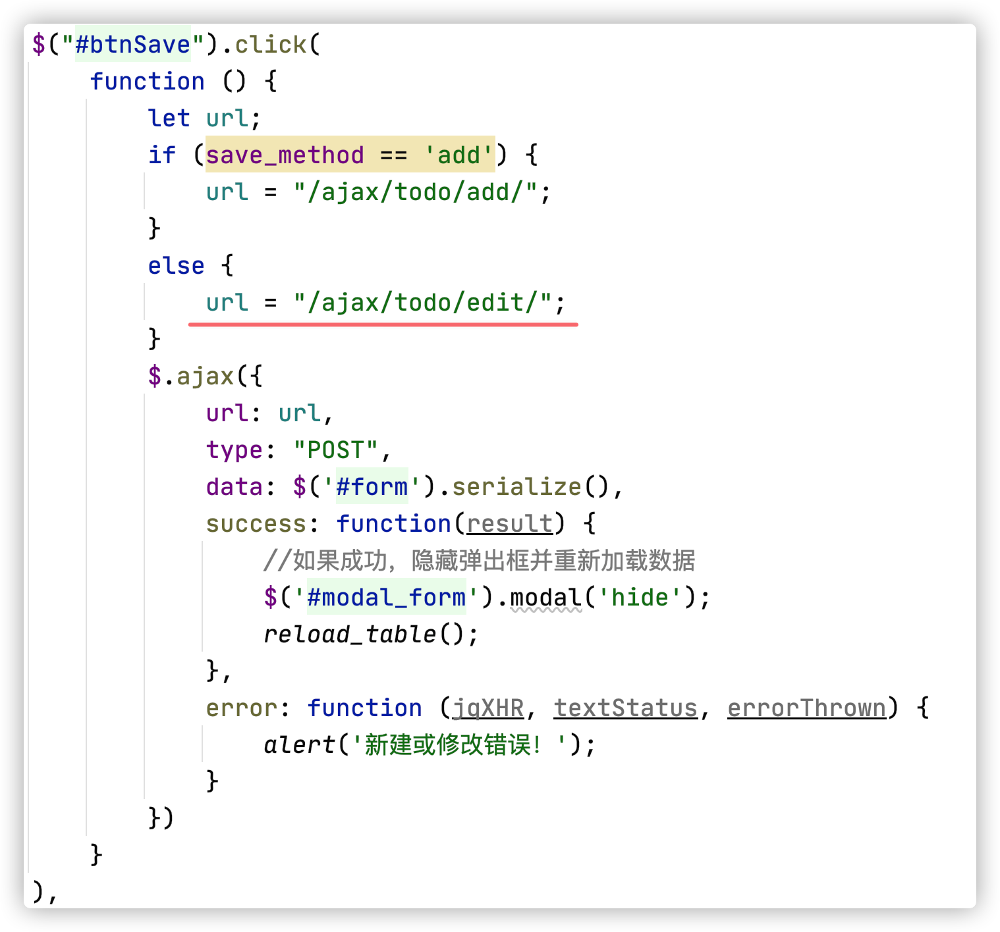 $("#btnSave").click(
function () {
let url;
if (save_method == 'add') {
url = "/ajax/todo/add/";
}
else {
url = "/ajax/todo/edit/";
}
$.ajax({
url: url,
type: "POST",
data: $('#form').serialize(),
success: function(result) {
//如果成功，隐藏弹出框并重新加载数据
$('#modal_form').modal('hide');
reload_table();
},
error: function (jqXHR, textStatus, errorThrown) {
alert('新建或修改错误！');
}
})
}
),